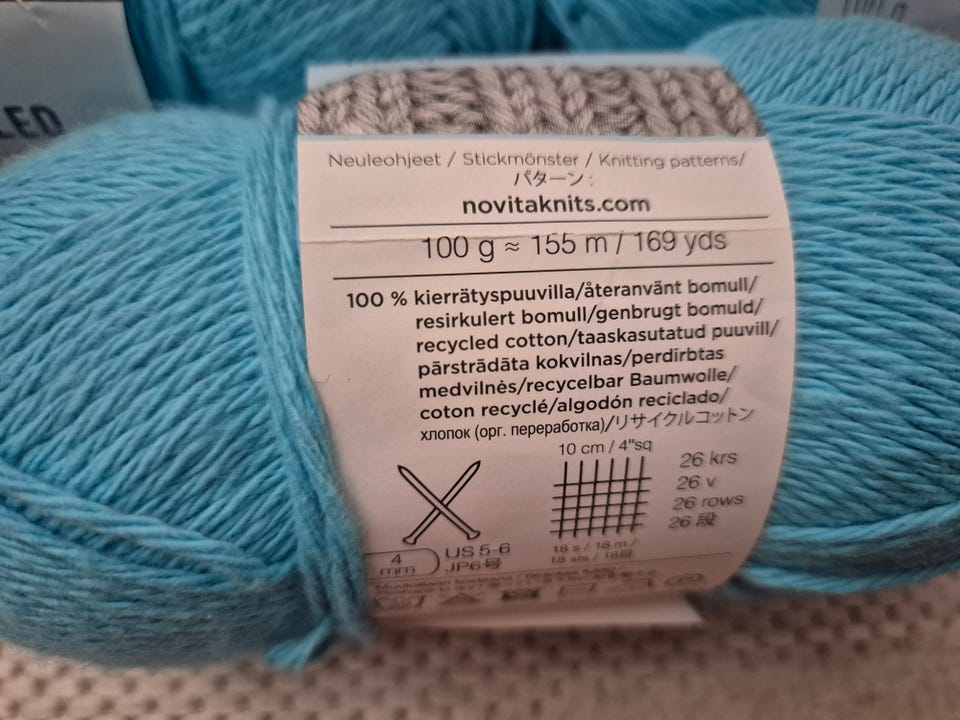 LED
Neuleohjeet / Stickmönster / Knitting patterns/
パターン:
novitaknits.com
100 g ≈ 155 m / 169 yds
100 % kierrätyspuuvilla/återanvänt bomull/
resirkulert bomull/genbrugt bomuld/
recycled cotton/taaskasutatud puuvill/
pārstrādāta kokvilnas/perdirbtas
medvilnės/recycelbar Baumwolle/
coton recyclé/algodón reciclado/
хлопок (орг. переработка)/リサイクルコットン
10 cm / 4"sq
26 krs
26 v
26 rows
26 段
4 mm
US 5-6
JP6号
18 s / 18 m /
18 sts / 18目